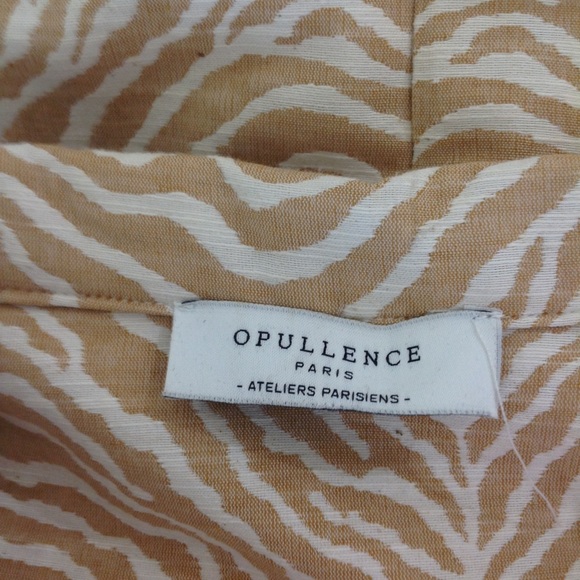 OPULLENCE
PARIS
- ATELIERS PARISIENS -